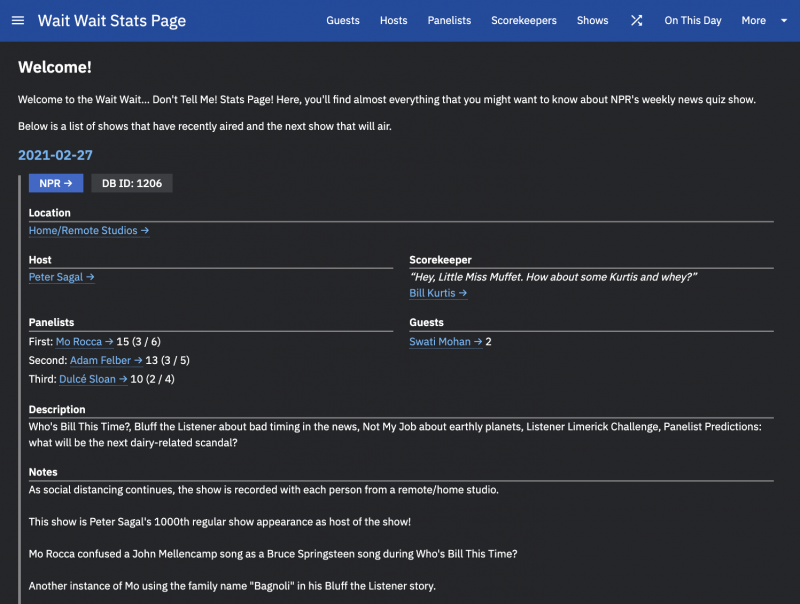 Wait Wait Stats Page Guests Hosts Panelists Scorekeepers Shows On This Day More
Welcome!
Welcome to the Wait Wait... Don't Tell Me! Stats Page! Here, you'll find almost everything that you might want to know about NPR's weekly news quiz show.
Below is a list of shows that have recently aired and the next show that will air.
2021-02-27
NPR → DB ID: 1206
Location
Home/Remote Studios →
Host
Peter Sagal →
Scorekeeper
“Hey, Little Miss Muffet. How about some Kurtis and whey?”
Bill Kurtis →
Panelists
First: Mo Rocca → 15 (3 / 6)
Second: Adam Felber → 13 (3 / 5)
Third: Dulcé Sloan → 10 (2 / 4)
Guests
Swati Mohan → 2
Description
Who's Bill This Time?, Bluff the Listener about bad timing in the news, Not My Job about earthly planets, Listener Limerick Challenge, Panelist Predictions:
what will be the next dairy-related scandal?
Notes
As social distancing continues, the show is recorded with each person from a remote/home studio.
This show is Peter Sagal's 1000th regular show appearance as host of the show!
Mo Rocca confused a John Mellencamp song as a Bruce Springsteen song during Who's Bill This Time?
Another instance of Mo using the family name "Bagnoli" in his Bluff the Listener story.